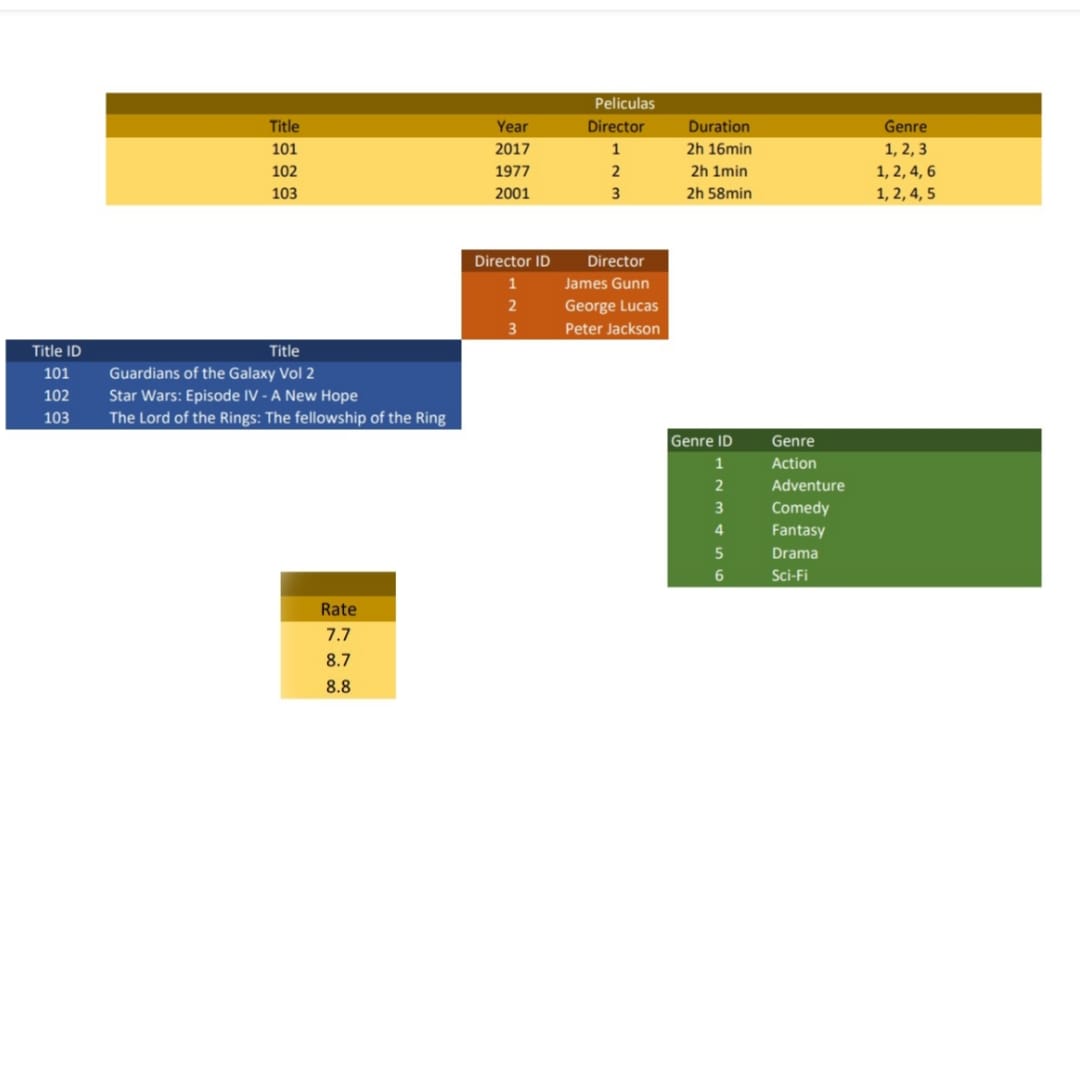 Peliculas
Title Year Director Duration Genre
101 2017 1 2h 16min 1, 2, 3
102 1977 2 2h 1min 1, 2, 4, 6
103 2001 3 2h 58min 1, 2, 4, 5
Director ID Director
1 James Gunn
2 George Lucas
3 Peter Jackson
Title ID Title
101 Guardians of the Galaxy Vol 2
102 Star Wars: Episode IV - A New Hope
103 The Lord of the Rings: The fellowship of the Ring
Genre ID Genre
1 Action
2 Adventure
3 Comedy
4 Fantasy
5 Drama
6 Sci-Fi
Rate
7.7
8.7
8.8